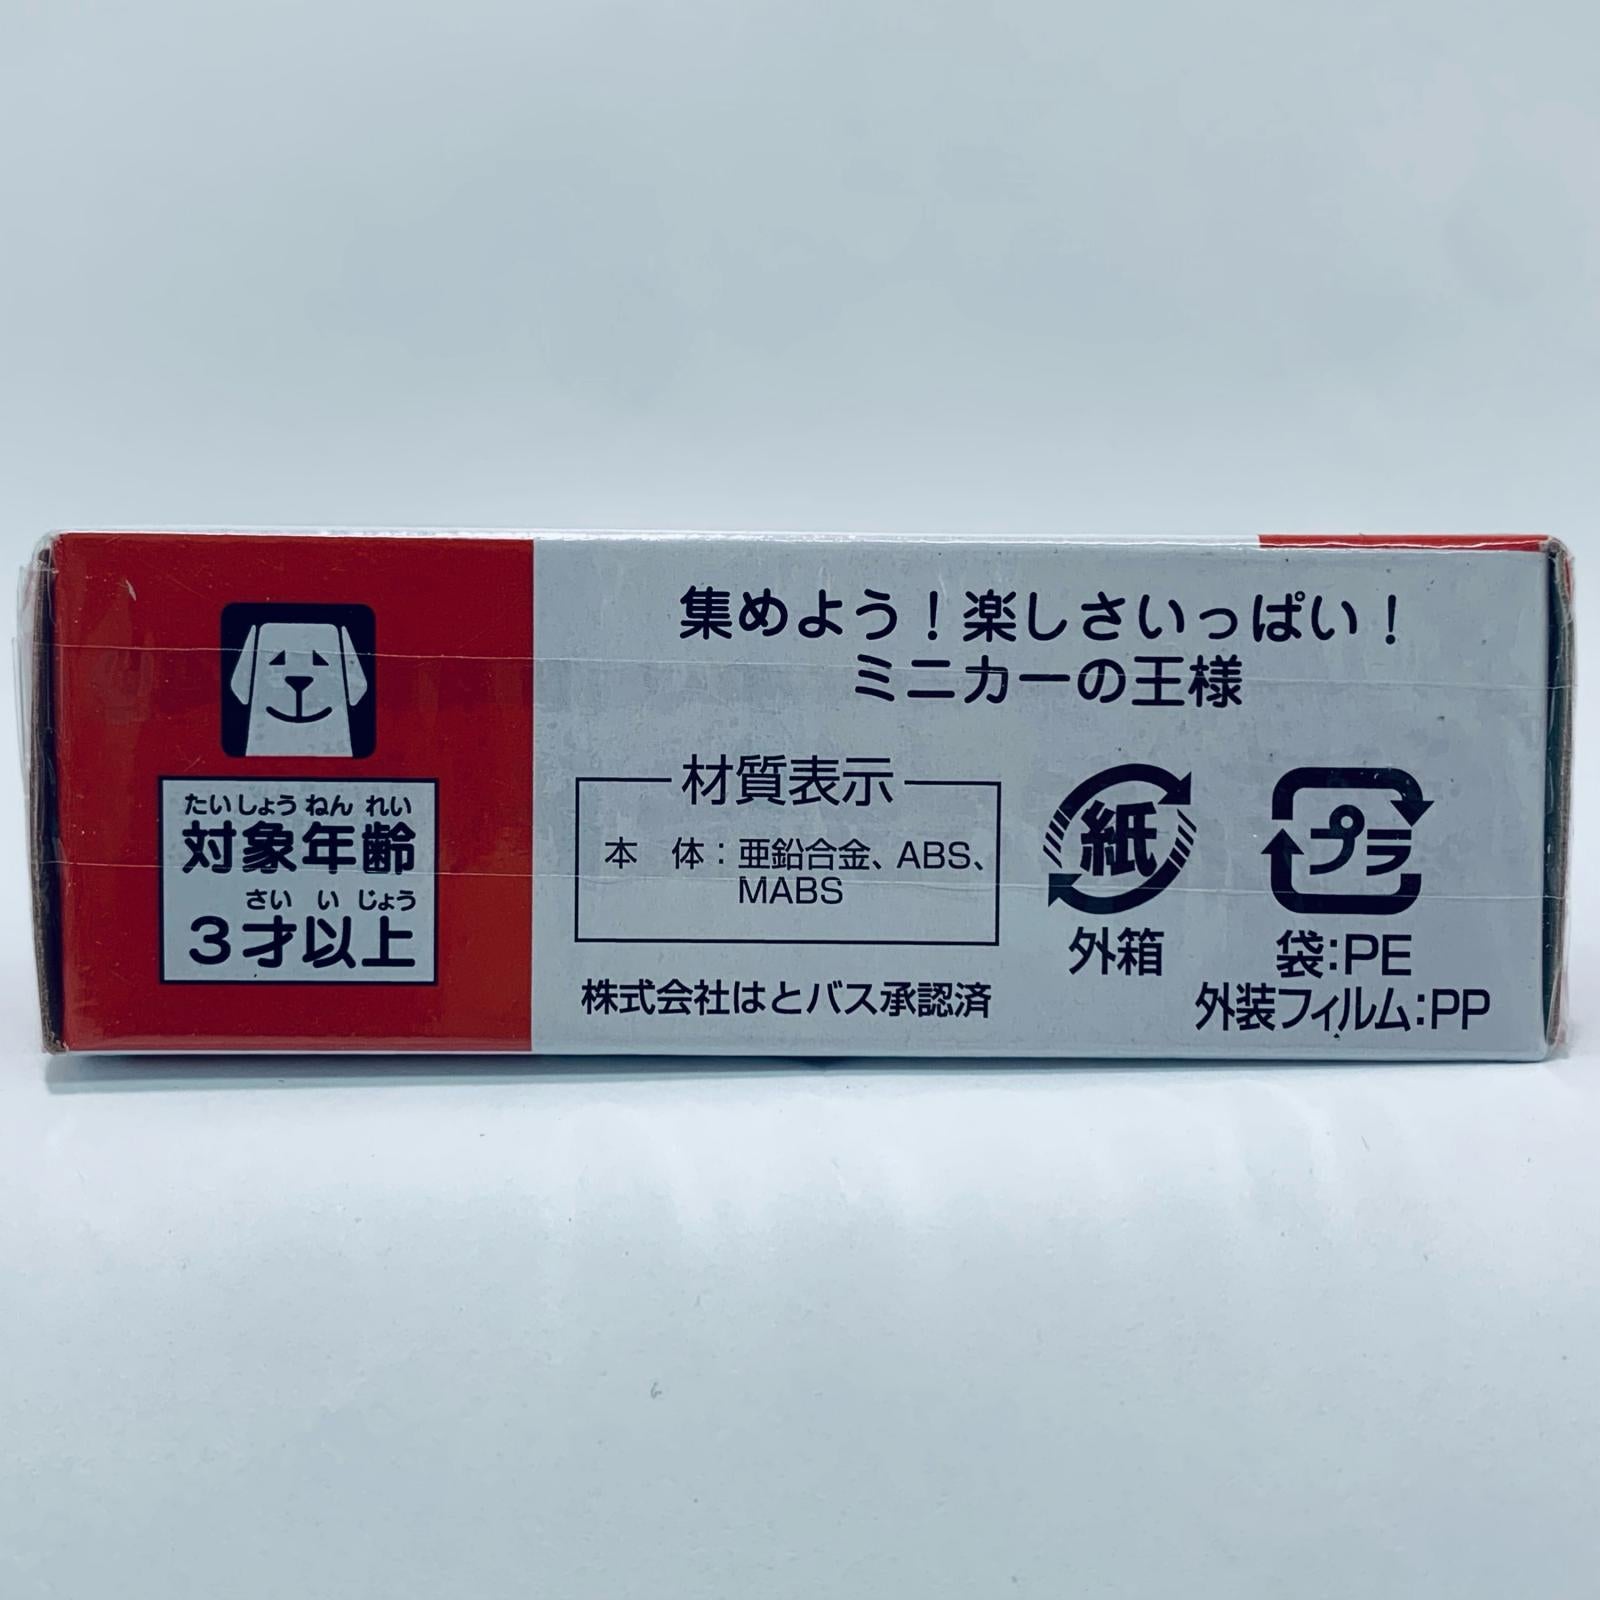 集めよう!楽しさいっぱい!
ミニカーの王様
たいしょう ねん れい
対象年齢
さい い じょう
3才以上
材質表示
本 体:亜鉛合金、ABS、
MABS
株式会社はとバス承認済
紙
外箱
プラ
袋:PE
外装フィルム:PP